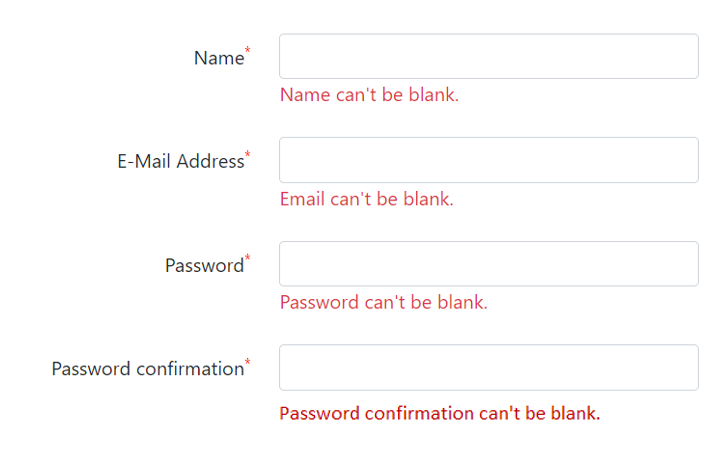 Name*
Name can't be blank.
E-Mail Address*
Email can't be blank.
Password*
Password can't be blank.
Password confirmation*
Password confirmation can't be blank.